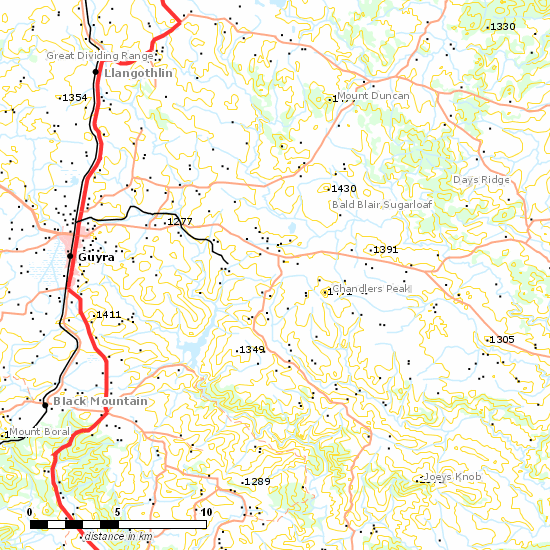 1330
Great Dividing Range
Llangothlin
1354
Mount Duncan
Days Ridge
1430
Bald Blair Sugarloaf
1277
1391
Guyra
Chandlers Peak
1411
1305
1349
Black Mountain
Mount Boral
Joeys Knob
1289
0 5 10
distance in km